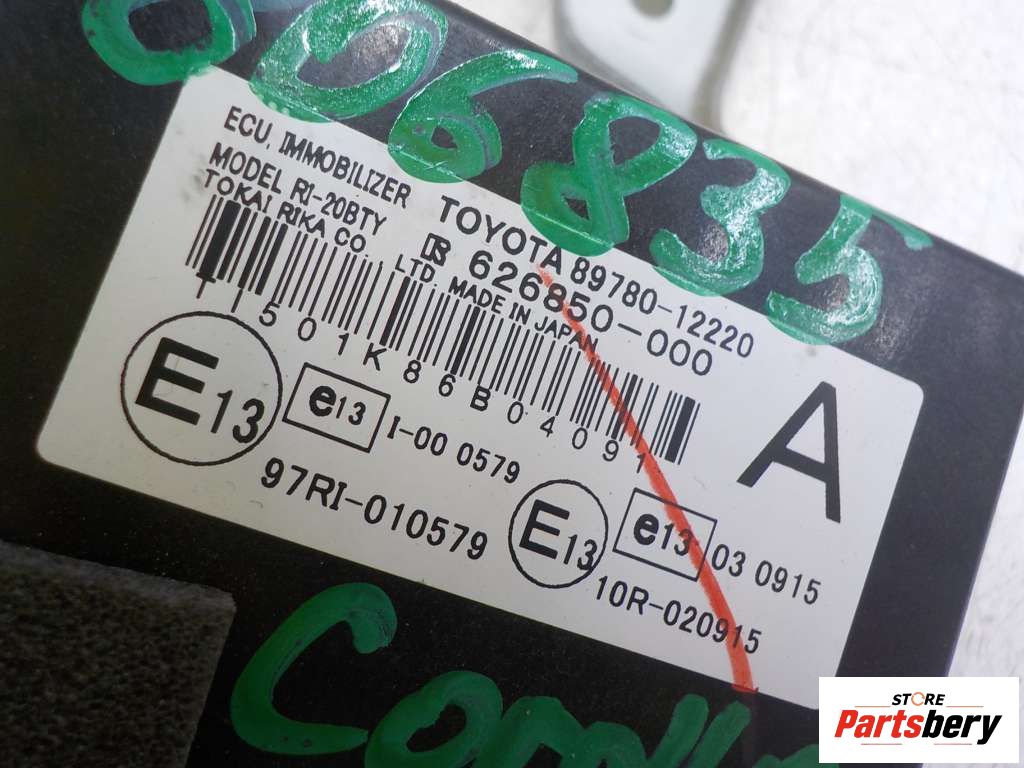 006835
ECU, IMMOBILIZER TOYOTA 89780-12220
MODEL RI-20BTY 626850-000
TOKAI RIKA CO. LTD. MADE IN JAPAN
T1501K86B04091
A
E13 e13 I-00 0579
97RI-010579
E13 e13 03 0915
10R-020915
STORE
Partsbery